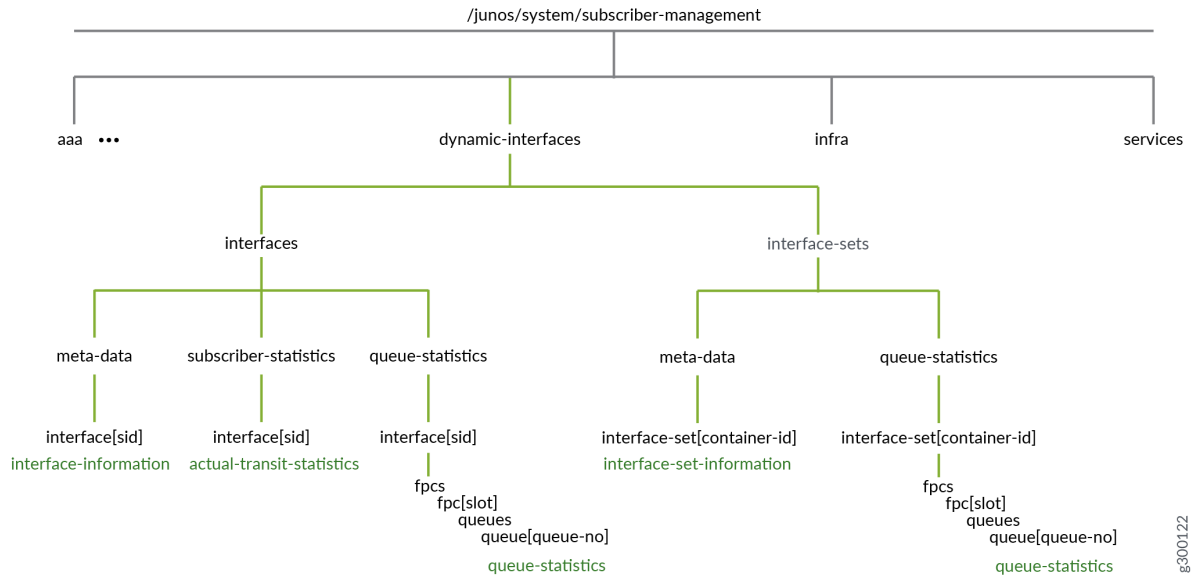 /junos/system/subscriber-management
aaa ••• dynamic-interfaces infra services
interfaces interface-sets
meta-data subscriber-statistics queue-statistics meta-data queue-statistics
interface[sid] interface[sid] interface[sid] interface-set[container-id] interface-set[container-id]
interface-information actual-transit-statistics interface-set-information
fpcs fpcs
fpc[slot] fpc[slot]
queues queues
queue[queue-no] queue[queue-no]
queue-statistics queue-statistics
g300122